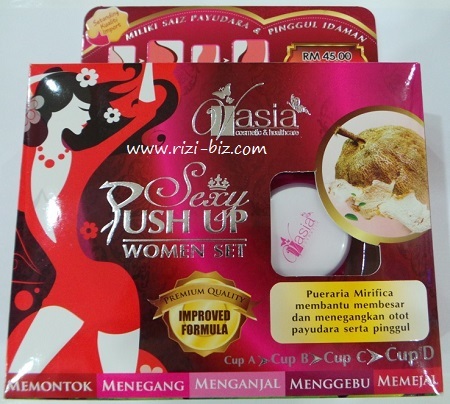 MILIKI SAIZ PAYUDARA & PINGGUL IDAMAN
RM 45.00
V'asia
cosmetic & healthcare
www.rizi-biz.com
Sexy
PUSH UP
WOMEN SET
V'asia
PREMIUM QUALITY
IMPROVED
FORMULA
Pueraria Mirifica
membantu membesar
dan menegangkan otot
payudara serta pinggul
Cup A Cup B Cup C Cup D
MEMONTOK MENEGANG MENGANJAL MENGGEBU MEMEJAL